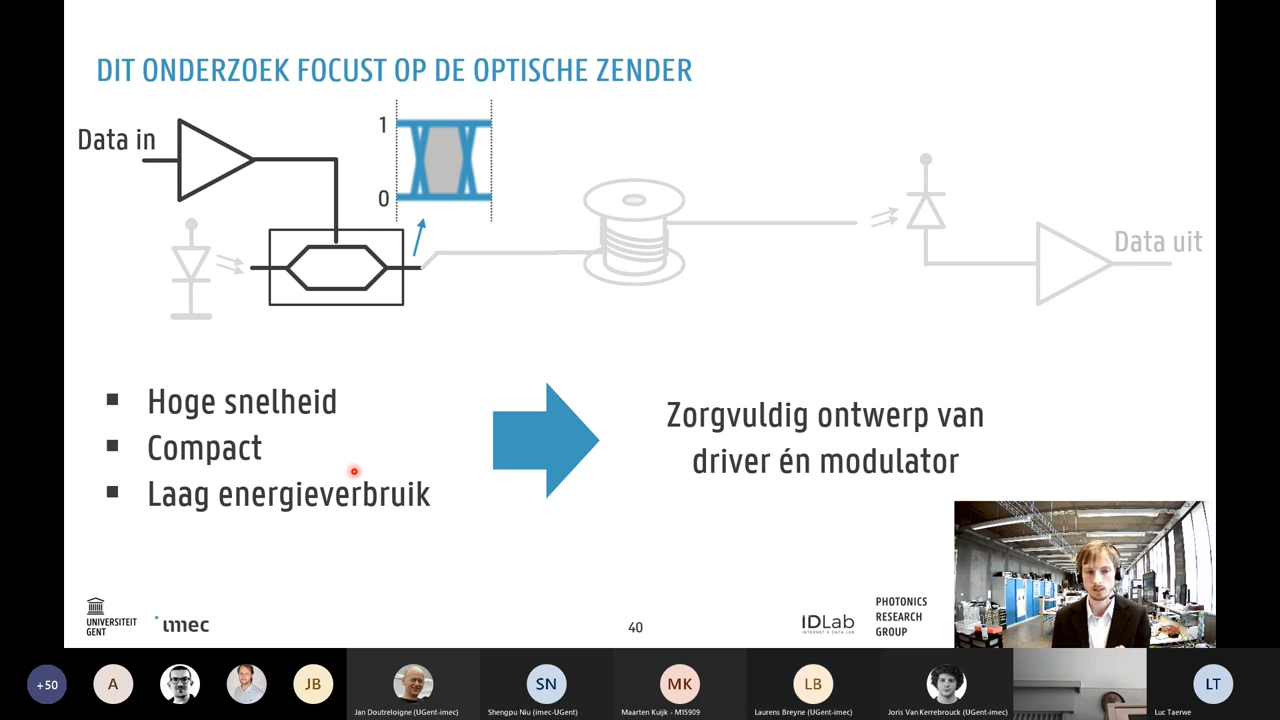 DIT ONDERZOEK FOCUST OP DE OPTISCHE ZENDER
Data in
1
0
Data uit
Hoge snelheid
Compact
Laag energieverbruik
Zorgvuldig ontwerp van
driver én modulator
UNIVERSITEIT
GENT
imec
40
IDLab
INTERNET & DATA LAB
PHOTONICS
RESEARCH
GROUP
+50
A
JB
Jan Doutreloigne (UGent-imec)
SN
Shengpu Niu (imec-UGent)
MK
Maarten Kuijk - M15909
LB
Laurens Breyne (UGent-imec)
Joris Van Kerrebrouck (UGent-imec)
LT
Luc Taerwe